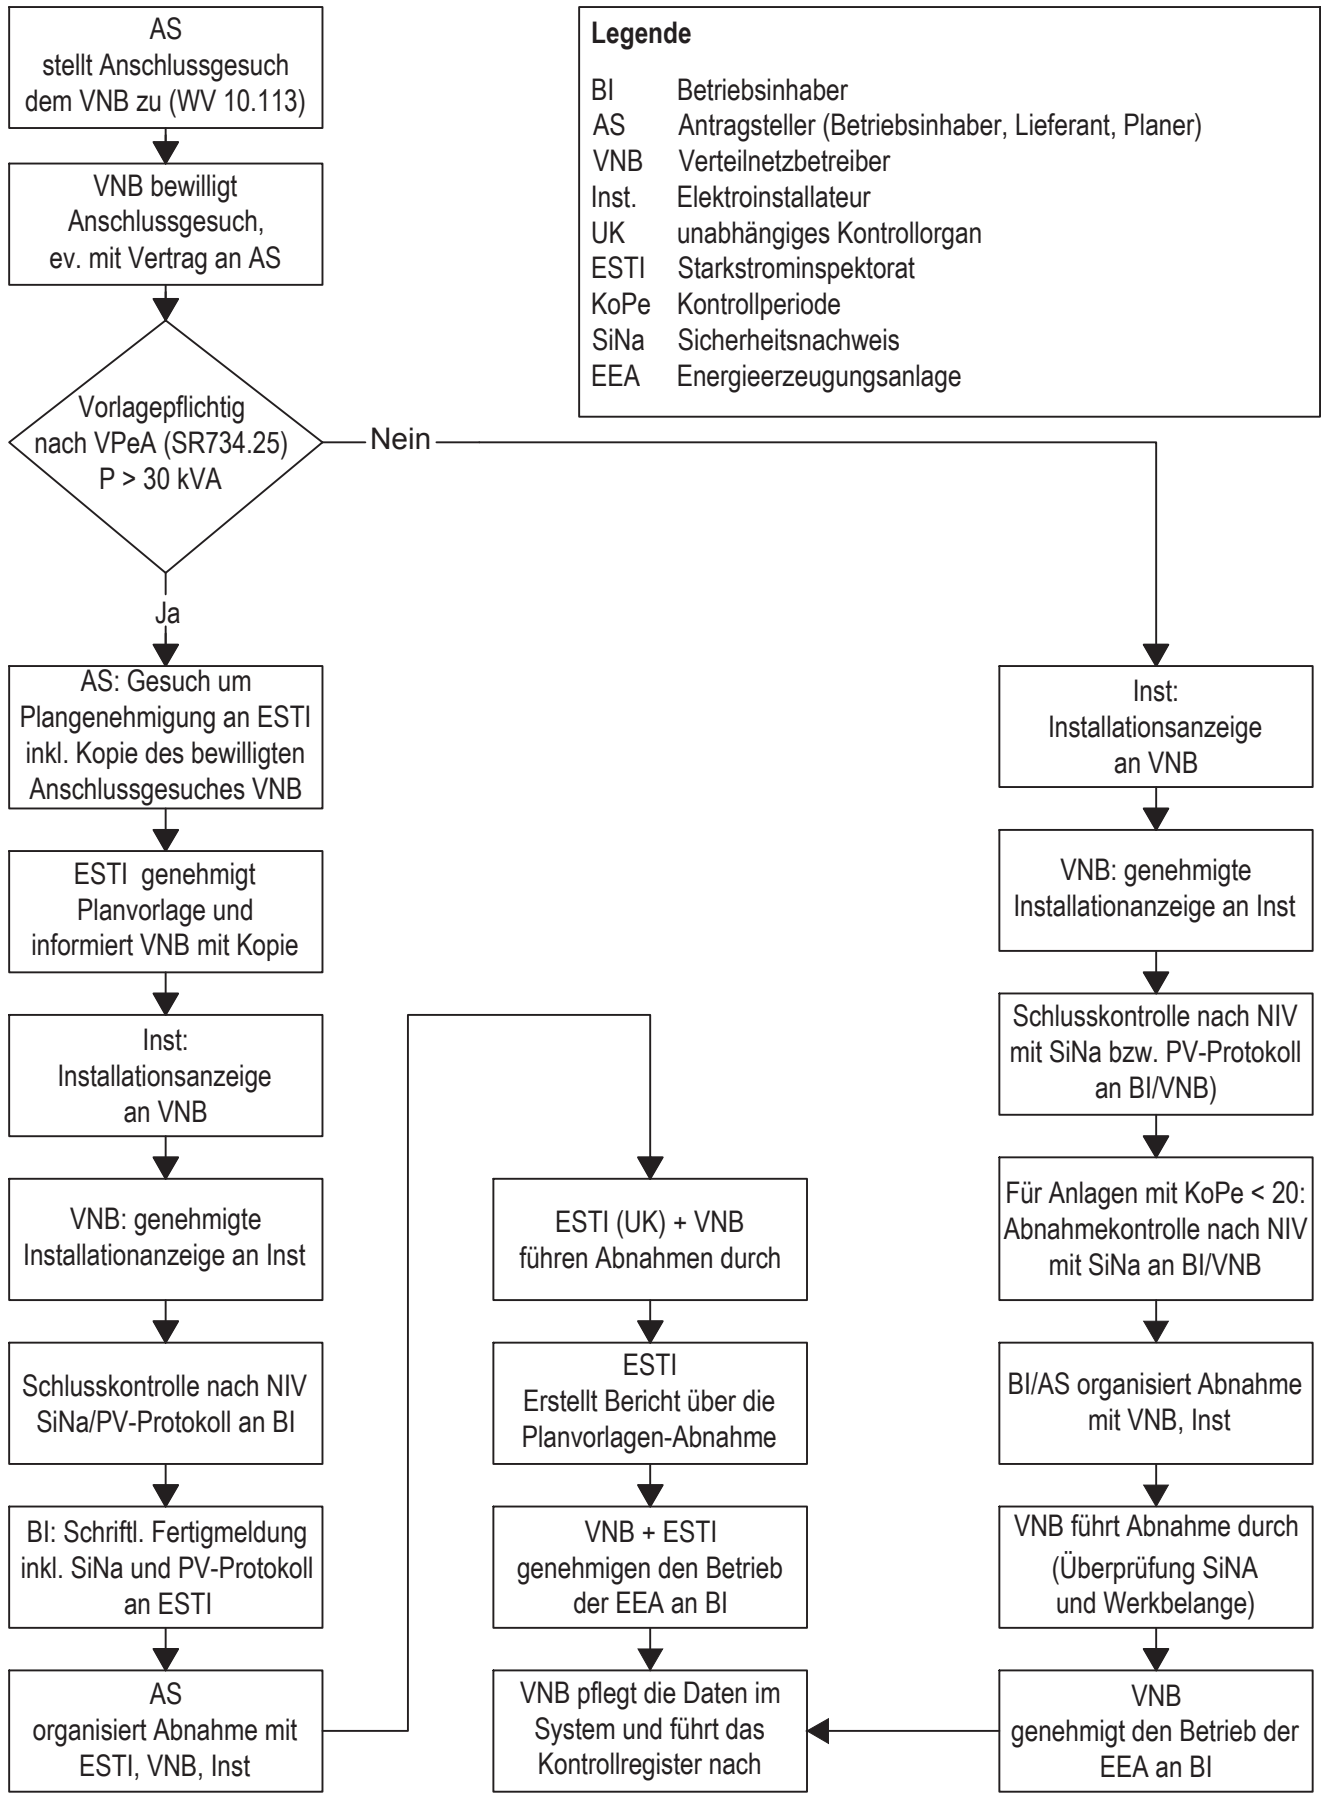 AS
stellt Anschlussgesuch
dem VNB zu (WV 10.113)
VNB bewilligt
Anschlussgesuch,
ev. mit Vertrag an AS
Vorlagepflichtig
nach VPeA (SR734.25)
P > 30 kVA
Nein
Ja
Legende
BI Betriebsinhaber
AS Antragsteller (Betriebsinhaber, Lieferant, Planer)
VNB Verteilnetzbetreiber
Inst. Elektroinstallateur
UK unabhängiges Kontrollorgan
ESTI Starkstrominspektorat
KoPe Kontrollperiode
SiNa Sicherheitsnachweis
EEA Energieerzeugungsanlage
AS: Gesuch um
Plangenehmigung an ESTI
inkl. Kopie des bewilligten
Anschlussgesuches VNB
ESTI genehmigt
Planvorlage und
informiert VNB mit Kopie
Inst:
Installationsanzeige
an VNB
VNB: genehmigte
Installationanzeige an Inst
Schlusskontrolle nach NIV
SiNa/PV-Protokoll an BI
BI: Schriftl. Fertigmeldung
inkl. SiNa und PV-Protokoll
an ESTI
AS
organisiert Abnahme mit
ESTI, VNB, Inst
ESTI (UK) + VNB
führen Abnahmen durch
ESTI
Erstellt Bericht über die
Planvorlagen-Abnahme
VNB + ESTI
genehmigen den Betrieb
der EEA an BI
VNB pflegt die Daten im
System und führt das
Kontrollregister nach
Inst:
Installationsanzeige
an VNB
VNB: genehmigte
Installationanzeige an Inst
Schlusskontrolle nach NIV
mit SiNa bzw. PV-Protokoll
an BI/VNB)
Für Anlagen mit KoPe < 20:
Abnahmekontrolle nach NIV
mit SiNa an BI/VNB
BI/AS organisiert Abnahme
mit VNB, Inst
VNB führt Abnahme durch
(Überprüfung SiNA
und Werkbelange)
VNB
genehmigt den Betrieb der
EEA an BI